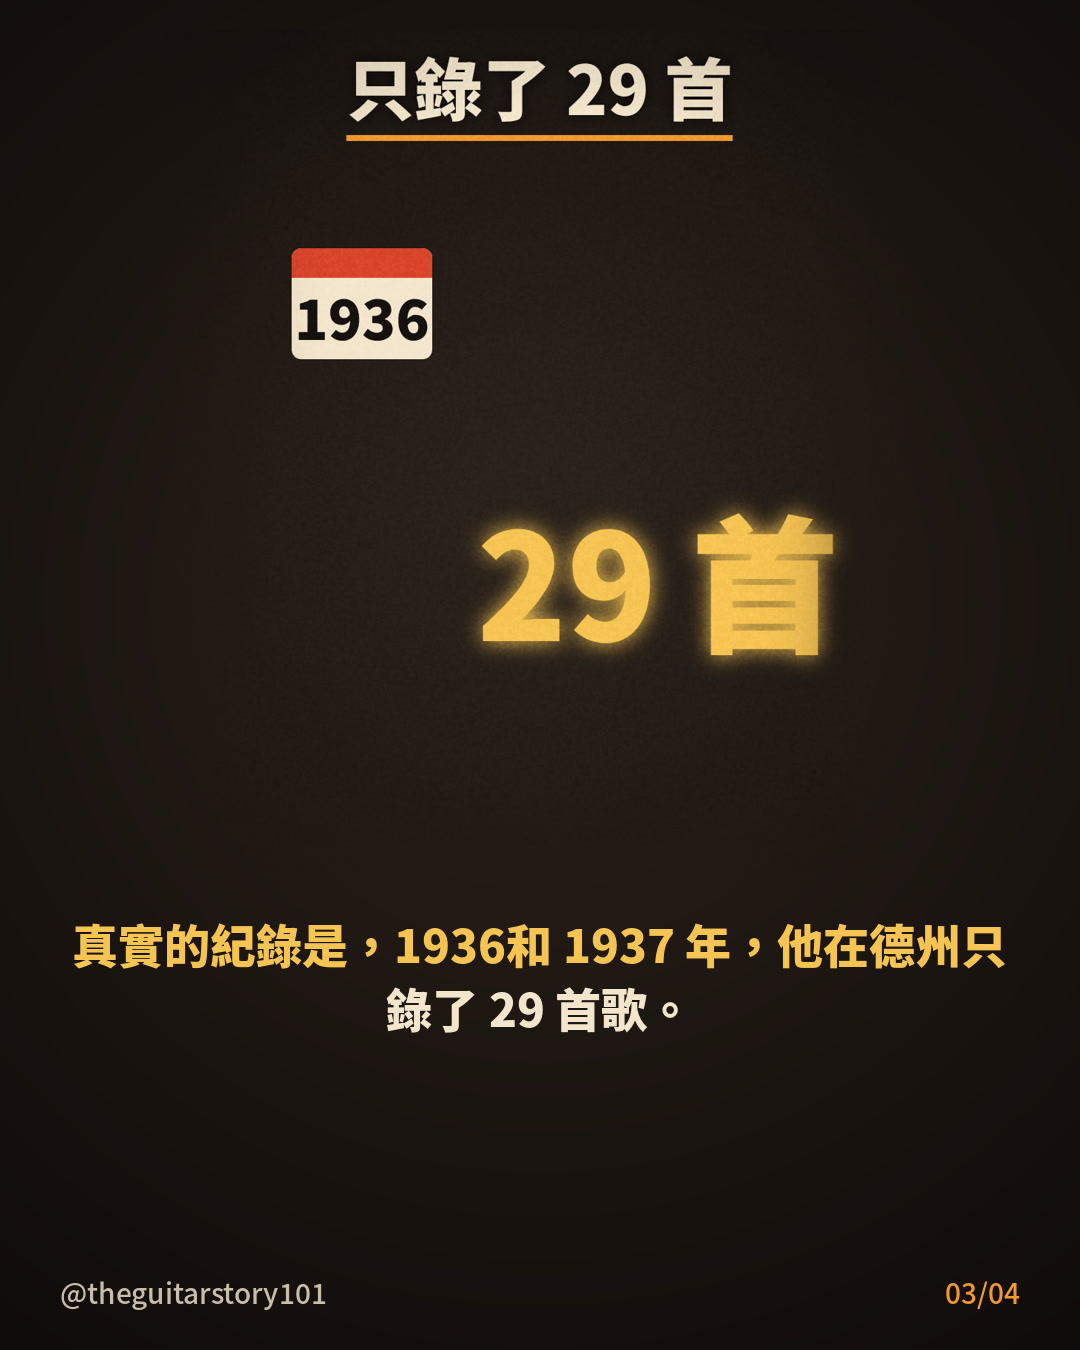 只錄了 29 首
1936
29 首
真實的紀錄是，1936和 1937 年，他在德州只
錄了 29 首歌。
@theguitarstory101
03/04